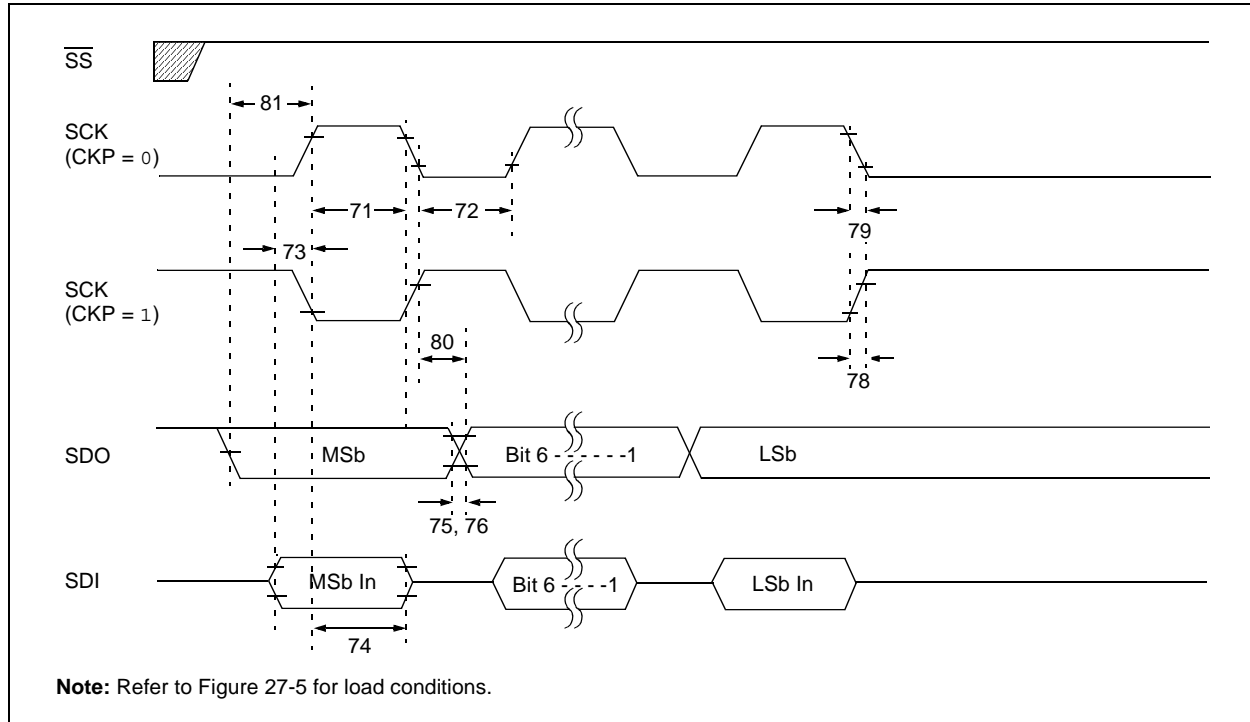 SS
81
SCK
(CKP = 0)
71
72
79
73
SCK
(CKP = 1)
80
78
SDO
MSb
Bit 6 - - - - - - -1
LSb
75, 76
SDI
MSb In
Bit 6 - - - - -1
LSb In
74
Note: Refer to Figure 27-5 for load conditions.